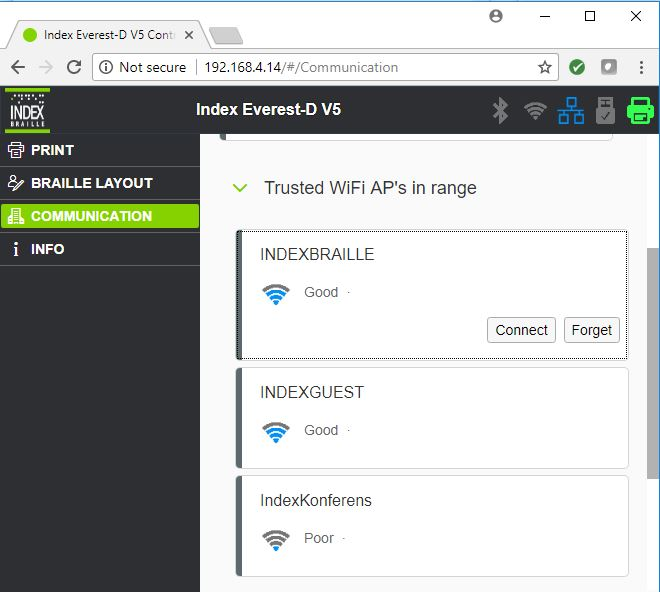 Index Everest-D V5 Cont
Not secure | 192.168.4.14/#/Communication
INDEX
BRAILLE
Index Everest-D V5
PRINT
BRAILLE LAYOUT
COMMUNICATION
INFO
Trusted WiFi AP's in range
INDEXBRAILLE
Good ·
Connect Forget
INDEXGUEST
Good ·
IndexKonferens
Poor ·